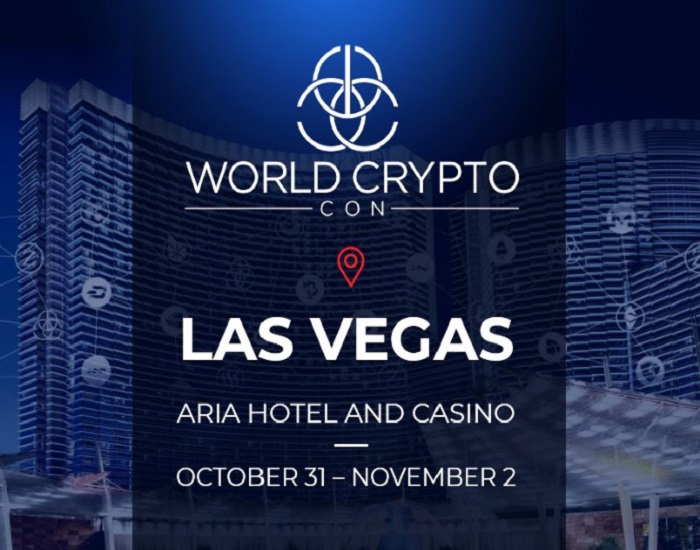 WORLD CRYPTO
CON
LAS VEGAS
ARIA HOTEL AND CASINO
OCTOBER 31 – NOVEMBER 2